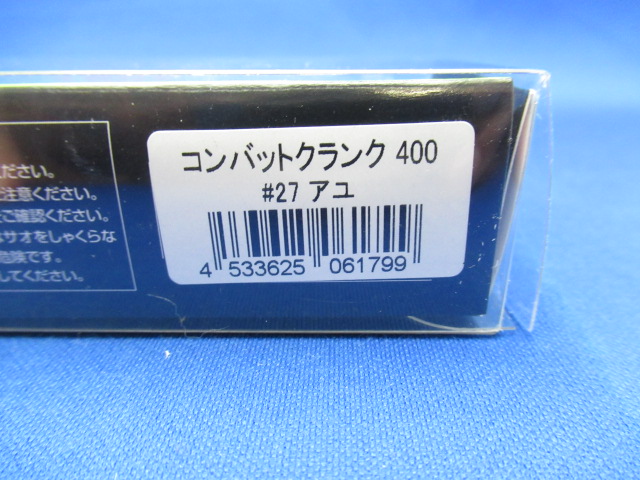 ださい。
注意ください。
ご確認ください。
サオをしゃくらな
危険です。
してください。
コンバットクランク 400
#27 アユ
4 533625 061799